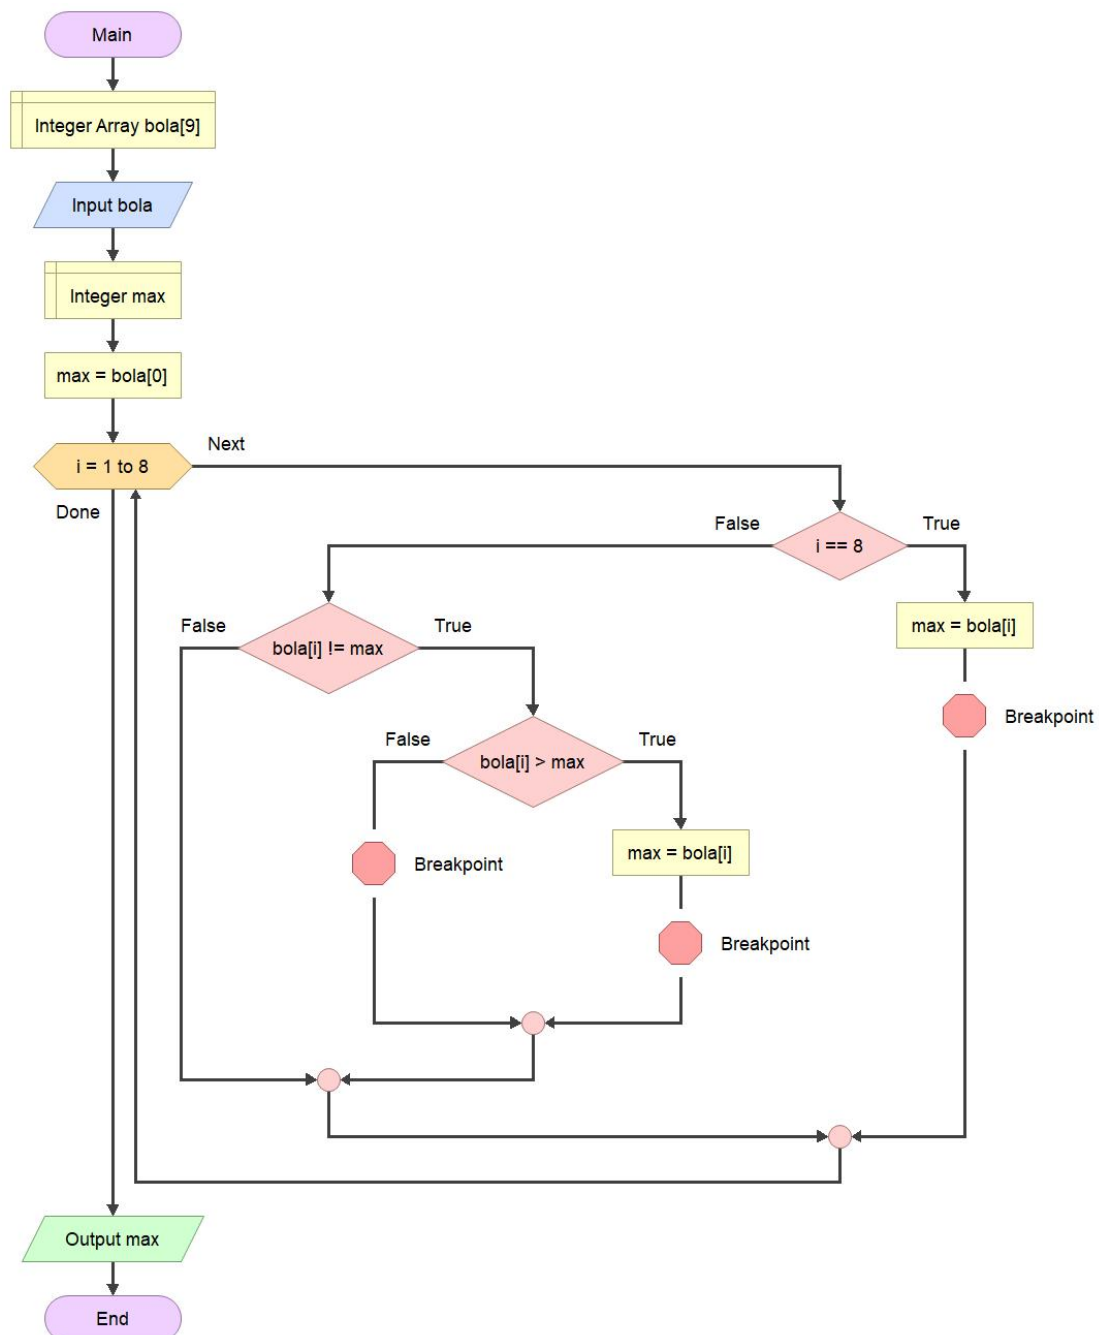 Main
Integer Array bola[9]
Input bola
Integer max
max = bola[0]
i = 1 to 8
Next
Done
i == 8
False
True
max = bola[i]
Breakpoint
bola[i] != max
False
True
bola[i] > max
False
True
Breakpoint
max = bola[i]
Breakpoint
Output max
End